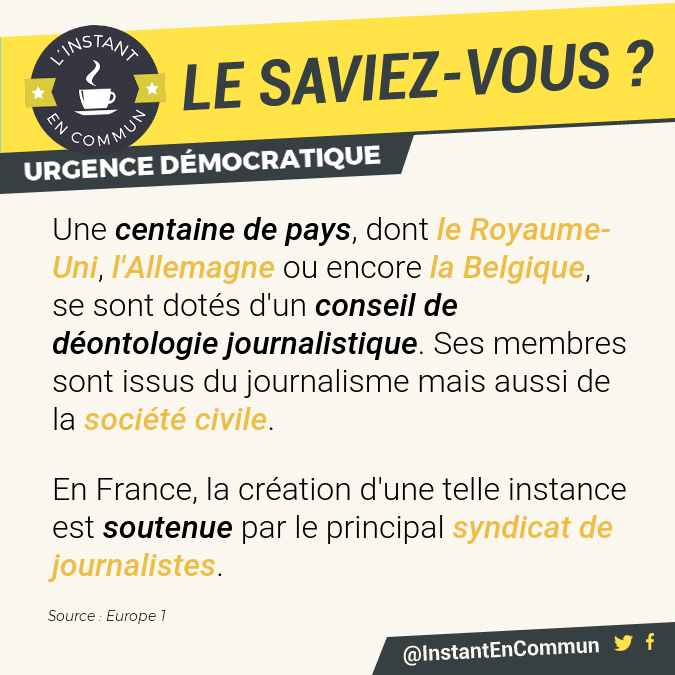 L'INSTANT
EN COMMUN
LE SAVIEZ-VOUS ?
URGENCE DÉMOCRATIQUE
Une centaine de pays, dont le Royaume-
Uni, l'Allemagne ou encore la Belgique,
se sont dotés d'un conseil de
déontologie journalistique. Ses membres
sont issus du journalisme mais aussi de
la société civile.
En France, la création d'une telle instance
est soutenue par le principal syndicat de
journalistes.
Source : Europe 1
@InstantEnCommun